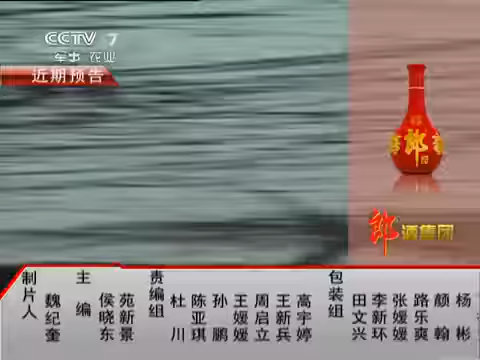 CCTV 7
军事 农业
近期预告
郎
郎酒集团
制片人
魏纪奎
主编
侯晓东
苑新景
责编组
杜川
陈亚琪
孙鹏
王媛媛
周启立
王新兵
高宇婷
包装组
田文兴
李新环
张媛媛
路乐爽
颜翰
杨彬